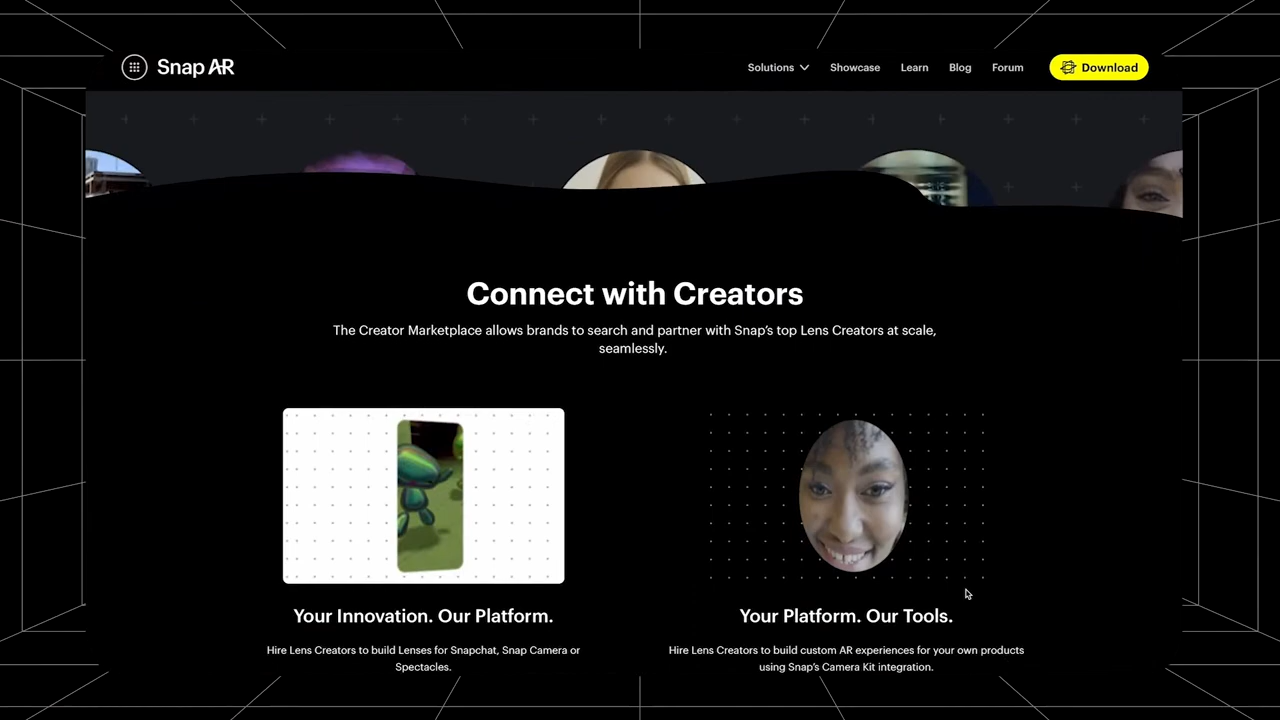 Snap AR
Solutions
Showcase
Learn
Blog
Forum
Download
Connect with Creators
The Creator Marketplace allows brands to search and partner with Snap’s top Lens Creators at scale,
seamlessly.
Your Innovation. Our Platform.
Hire Lens Creators to build Lenses for Snapchat, Snap Camera or
Spectacles.
Your Platform. Our Tools.
Hire Lens Creators to build custom AR experiences for your own products
using Snap’s Camera Kit integration.